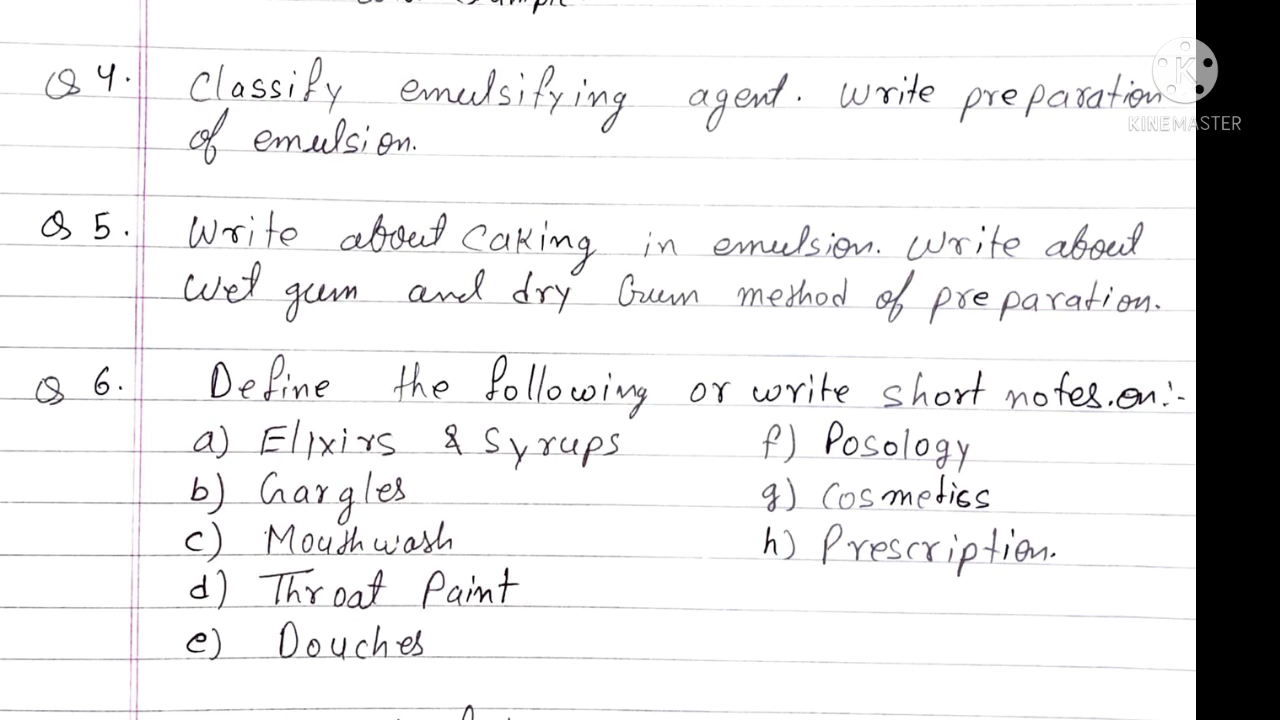 Q 4. Classify emulsifying agent. Write preparation
of emulsion.
KINEMASTER
Q 5. Write about Caking in emulsion. Write about
Wet gum and dry Gum method of preparation.
Q 6. Define the following or write short notes.on:-
a) Elixirs & Syrups f) Posology
b) Gargles g) Cosmetics
c) Mouthwash h) Prescription.
d) Throat Paint
e) Douches